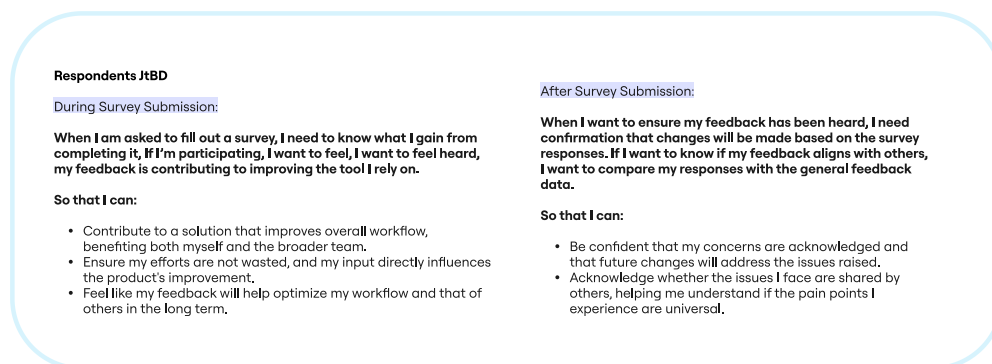 Respondents JtBD
During Survey Submission:
When I am asked to fill out a survey, I need to know what I gain from
completing it, If I'm participating, I want to feel, I want to feel heard,
my feedback is contributing to improving the tool I rely on.
So that I can:
• Contribute to a solution that improves overall workflow,
benefiting both myself and the broader team.
• Ensure my efforts are not wasted, and my input directly influences
the product's improvement.
• Feel like my feedback will help optimize my workflow and that of
others in the long term.
After Survey Submission:
When I want to ensure my feedback has been heard, I need
confirmation that changes will be made based on the survey
responses. If I want to know if my feedback aligns with others,
I want to compare my responses with the general feedback
data.
So that I can:
• Be confident that my concerns are acknowledged and
that future changes will address the issues raised.
• Acknowledge whether the issues I face are shared by
others, helping me understand if the pain points I
experience are universal.